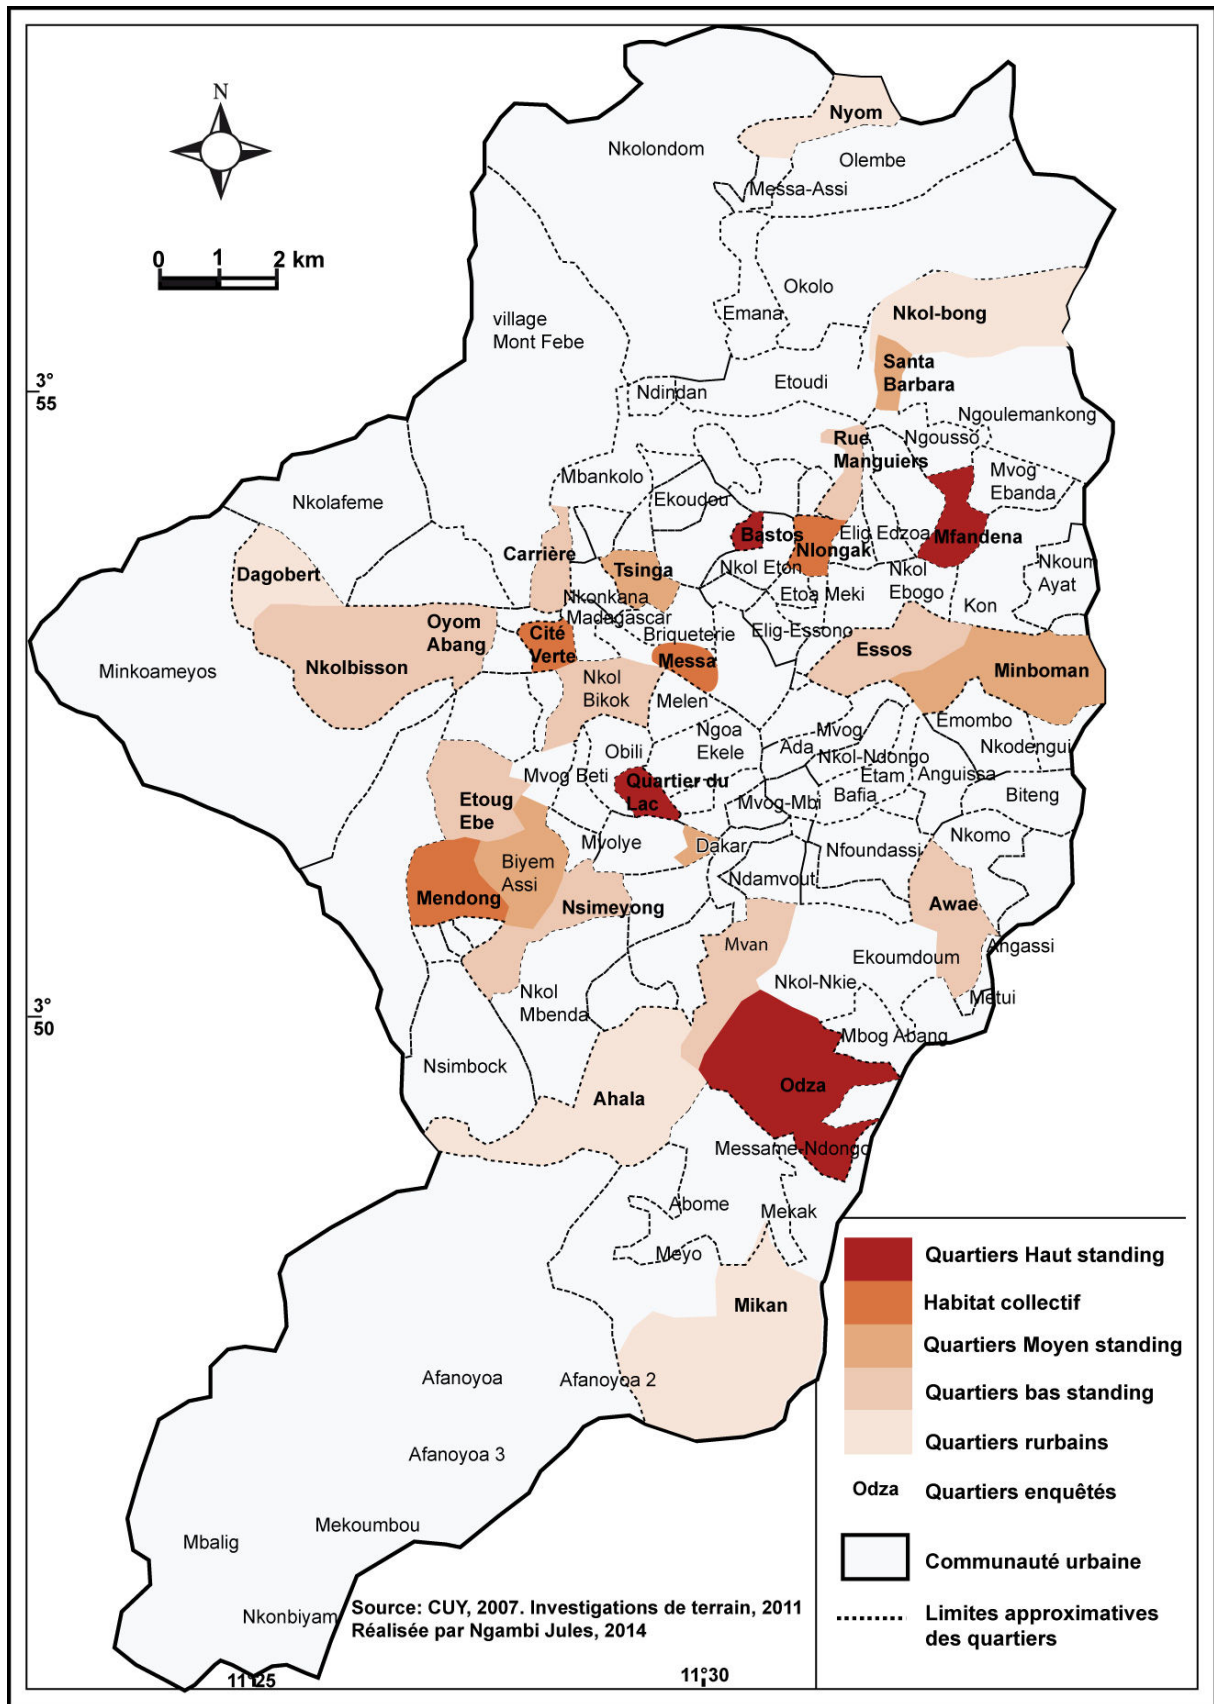 N
0 1 2 km
Nyom
Nkolondom
Olembe
Messa-Assi
Okolo
Emana
Nkol-bong
village
Mont Febe
Santa
Barbara
Etoudi
Ndindan
3°
55
Ngoulemankong
Ngousso
Rue
Manguiers
Mvog
Ebanda
Mbankolo
Ekoudou
Nkolafeme
Bastos
Nlongak
Elig Edzoa
Mfandena
Carrière
Tsinga
Nkol Eton
Nkol
Ebogo
Nkoum
Ayat
Dagobert
Nkonkana
Etoa Meki
Kon
Madagascar
Oyom
Abang
Cité
Verte
Briqueterie
Elig-Essono
Essos
Minboman
Messa
Nkolbisson
Minkoameyos
Nkol
Bikok
Melen
Ngoa
Ekele
Mvog
Ada
Emombo
Nkodengui
Obili
Nkol-Ndongo
Etam
Bafia
Anguissa
Mvog Beti
Quartier du
Lac
Mvog-Mbi
Biteng
Etoug
Ebe
Nkomo
Mvolye
Dakar
Nfoundassi
Biyem
Assi
Ndamvout
Mendong
Nsimeyong
Awae
Mvan
Ekoumdoum
Angassi
Nkol-Nkie
Metui
Nkol
Mbenda
3°
50
Mbog Abang
Nsimbock
Odza
Ahala
Messame-Ndongo
Abome
Mekak
Meyo
Mikan
Afanyoa
Afanoyoa 2
Afanoyoa 3
Mekoumbou
Mbalig
Nkonbiyam
Quartiers Haut standing
Habitat collectif
Quartiers Moyen standing
Quartiers bas standing
Quartiers rurbains
Odza Quartiers enquêtés
Communauté urbaine
Limites approximatives
des quartiers
Source: CUY, 2007. Investigations de terrain, 2011
Réalisée par Ngambi Jules, 2014
11°25
11°30